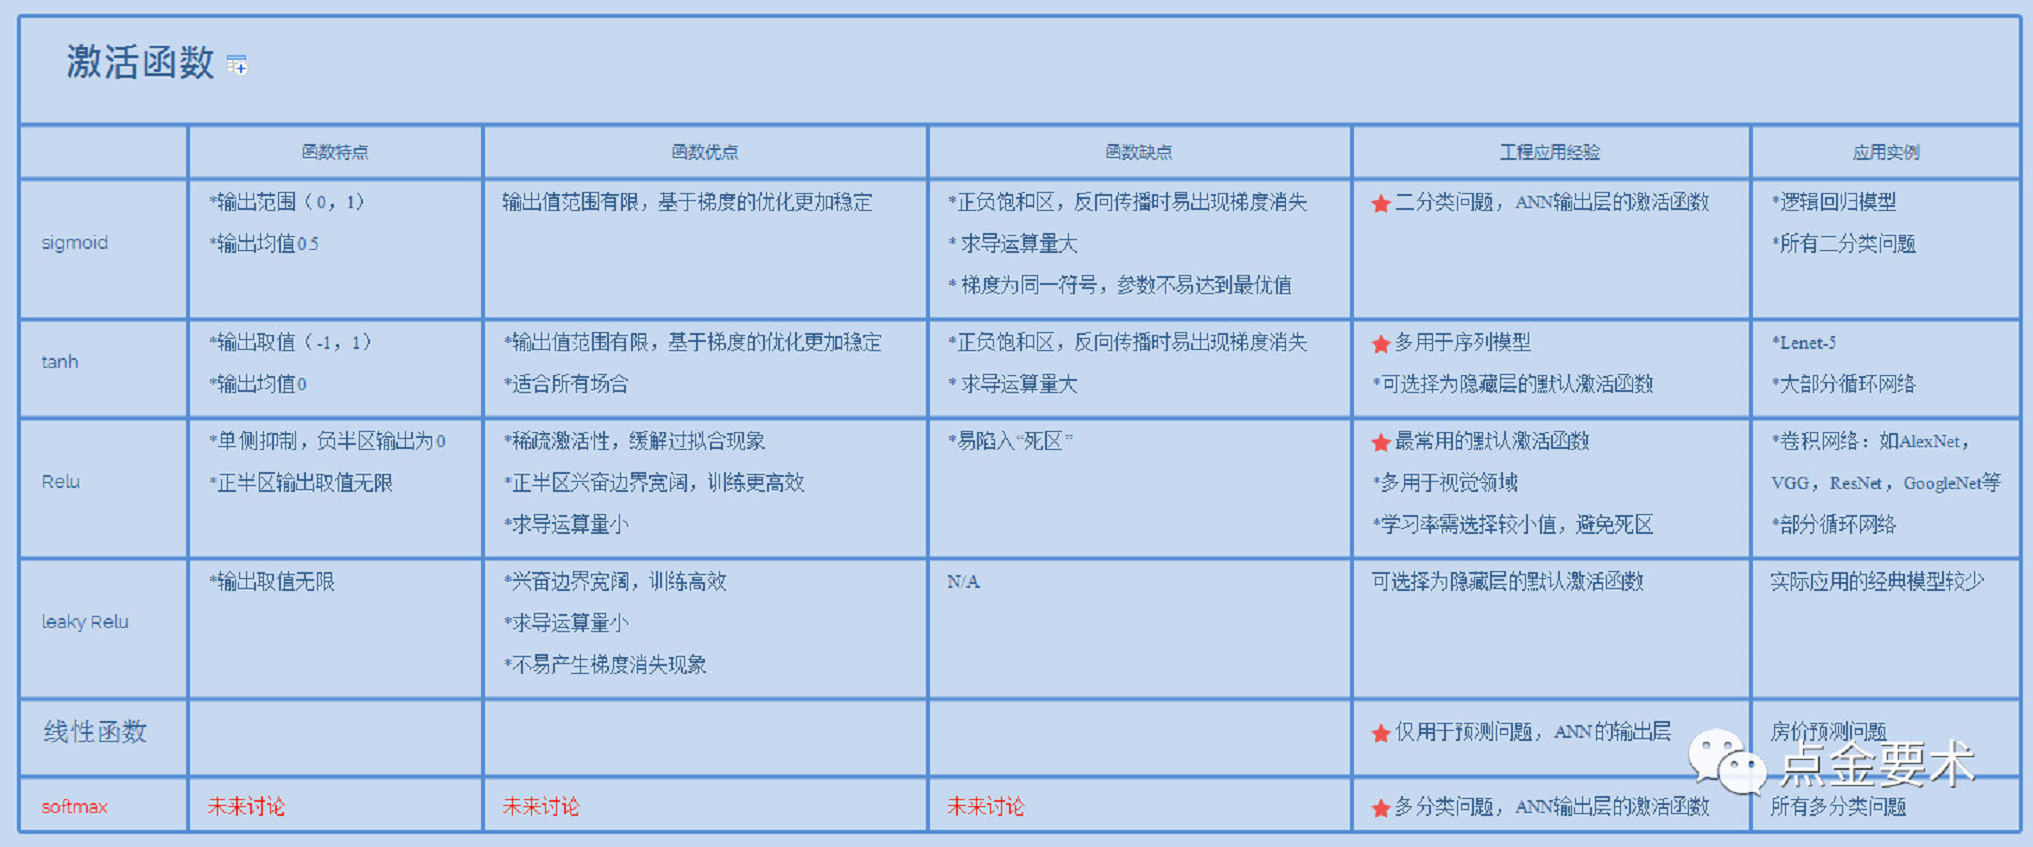 激活函数
函数特点 函数优点 函数缺点 工程应用经验 应用实例
sigmoid
*输出范围（0，1）
*输出均值0.5
输出值范围有限，基于梯度的优化更加稳定
*正负饱和区，反向传播时易出现梯度消失
* 求导运算量大
* 梯度为同一符号，参数不易达到最优值
★二分类问题，ANN输出层的激活函数
*逻辑回归模型
*所有二分类问题
tanh
*输出取值（-1，1）
*输出均值0
*输出值范围有限，基于梯度的优化更加稳定
*适合所有场合
*正负饱和区，反向传播时易出现梯度消失
* 求导运算量大
★多用于序列模型
*可选择为隐藏层的默认激活函数
*Lenet-5
*大部分循环网络
Relu
*单侧抑制，负半区输出为0
*正半区输出取值无限
*稀疏激活性，缓解过拟合现象
*正半区兴奋边界宽阔，训练更高效
*求导运算量小
*易陷入“死区”
★最常用的默认激活函数
*多用于视觉领域
*学习率需选择较小值，避免死区
*卷积网络：如AlexNet，
VGG，ResNet，GoogleNet等
*部分循环网络
leaky Relu
*输出取值无限
*兴奋边界宽阔，训练高效
*求导运算量小
*不易产生梯度消失现象
N/A
可选择为隐藏层的默认激活函数
实际应用的经典模型较少
线性函数
★仅用于预测问题，ANN的输出层
房价预测问题
softmax
未来讨论
未来讨论
未来讨论
★多分类问题，ANN输出层的激活函数
所有多分类问题
点金要术